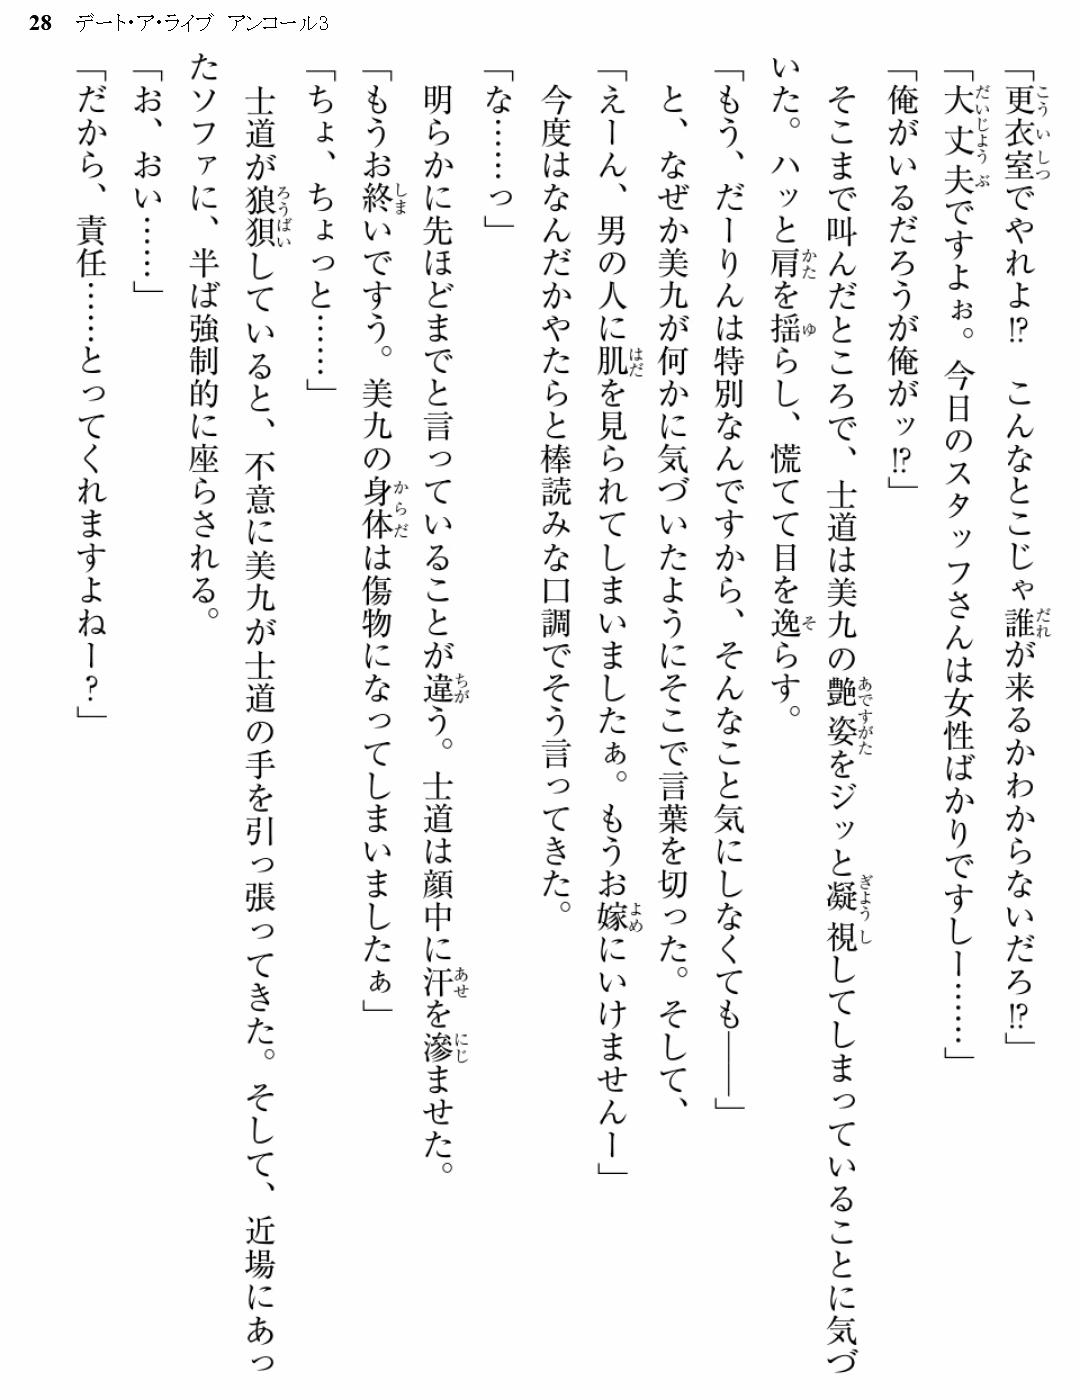 28 デート・ア・ライブ アンコール3
「更衣室でやれよ!? こんなとこじゃ誰が来るかわからないだろ!?」
「大丈夫ですよぉ。今日のスタッフさんは女性ばかりですしー……」
「俺がいるだろうが俺がッ!?」
そこまで叫んだところで、士道は美九の艶姿をジッと凝視してしまっていることに気づ
いた。ハッと肩を揺らし、慌てて目を逸らす。
「もう、だーりんは特別なんですから、そんなこと気にしなくても――」
と、なぜか美九が何かに気づいたようにそこで言葉を切った。そして、
「えーん、男の人に肌を見られてしまいましたぁ。もうお嫁にいけませんー」
今度はなんだかやたらと棒読みな口調でそう言ってきた。
「な……っ」
明らかに先ほどまでと言っていることが違う。士道は顔中に汗を滲ませた。
「もうお終いですう。美九の身体は傷物になってしまいましたぁ」
「ちょ、ちょっと……」
士道が狼狽していると、不意に美九が士道の手を引っ張ってきた。そして、近場にあっ
たソファに、半ば強制的に座らされる。
「お、おい……」
「だから、責任……とってくれますよねー?」